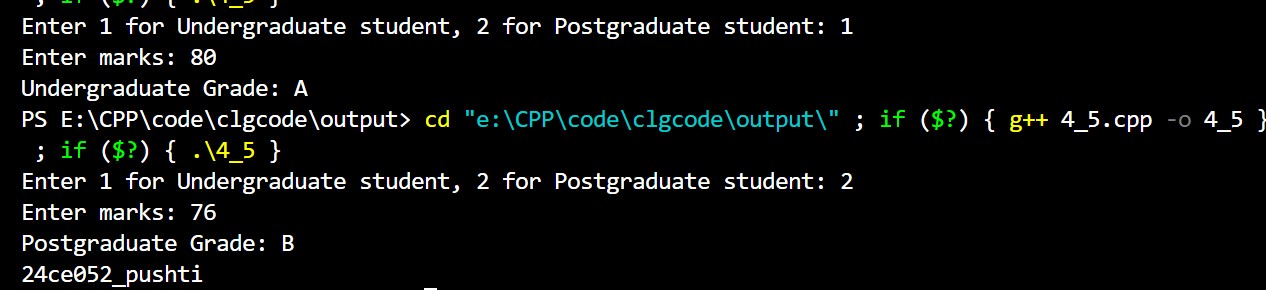 ; if ($?) { .\4_5 }
Enter 1 for Undergraduate student, 2 for Postgraduate student: 1
Enter marks: 80
Undergraduate Grade: A
PS E:\CPP\code\clgcode\output> cd "e:\CPP\code\clgcode\output\" ; if ($?) { g++ 4_5.cpp -o 4_5 }
 ; if ($?) { .\4_5 }
Enter 1 for Undergraduate student, 2 for Postgraduate student: 2
Enter marks: 76
Postgraduate Grade: B
24ce052_pushti